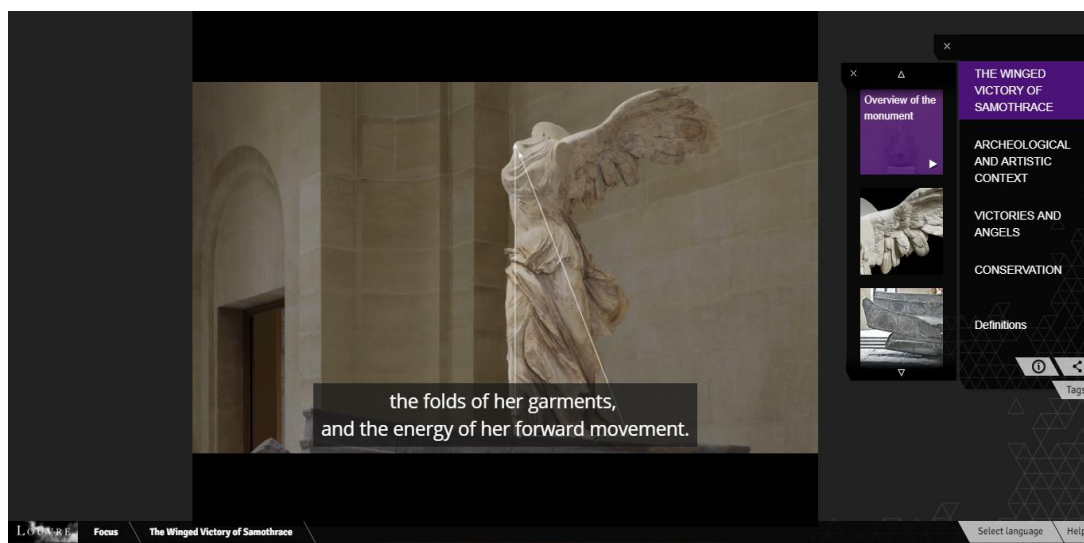 the folds of her garments,
and the energy of her forward movement.
×
×
Overview of the
monument
THE WINGED
VICTORY OF
SAMOTHRACE
ARCHEOLOGICAL
AND ARTISTIC
CONTEXT
VICTORIES AND
ANGELS
CONSERVATION
Definitions
Tags
LOUVRE
Focus
The Winged Victory of Samothrace
Select language
Help